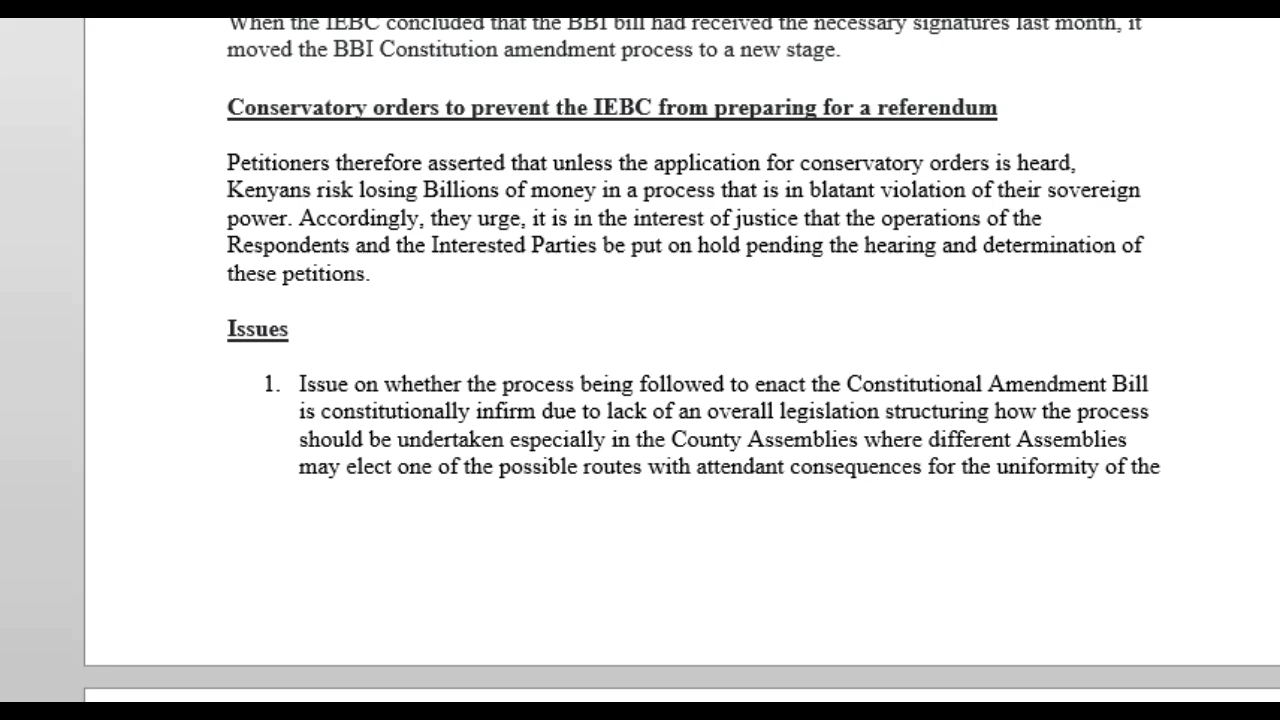 When the IEBC concluded that the BBI bill had received the necessary signatures last month, it
moved the BBI Constitution amendment process to a new stage.
Conservatory orders to prevent the IEBC from preparing for a referendum
Petitioners therefore asserted that unless the application for conservatory orders is heard,
Kenyans risk losing Billions of money in a process that is in blatant violation of their sovereign
power. Accordingly, they urge, it is in the interest of justice that the operations of the
Respondents and the Interested Parties be put on hold pending the hearing and determination of
these petitions.
Issues
1. Issue on whether the process being followed to enact the Constitutional Amendment Bill
is constitutionally infirm due to lack of an overall legislation structuring how the process
should be undertaken especially in the County Assemblies where different Assemblies
may elect one of the possible routes with attendant consequences for the uniformity of the